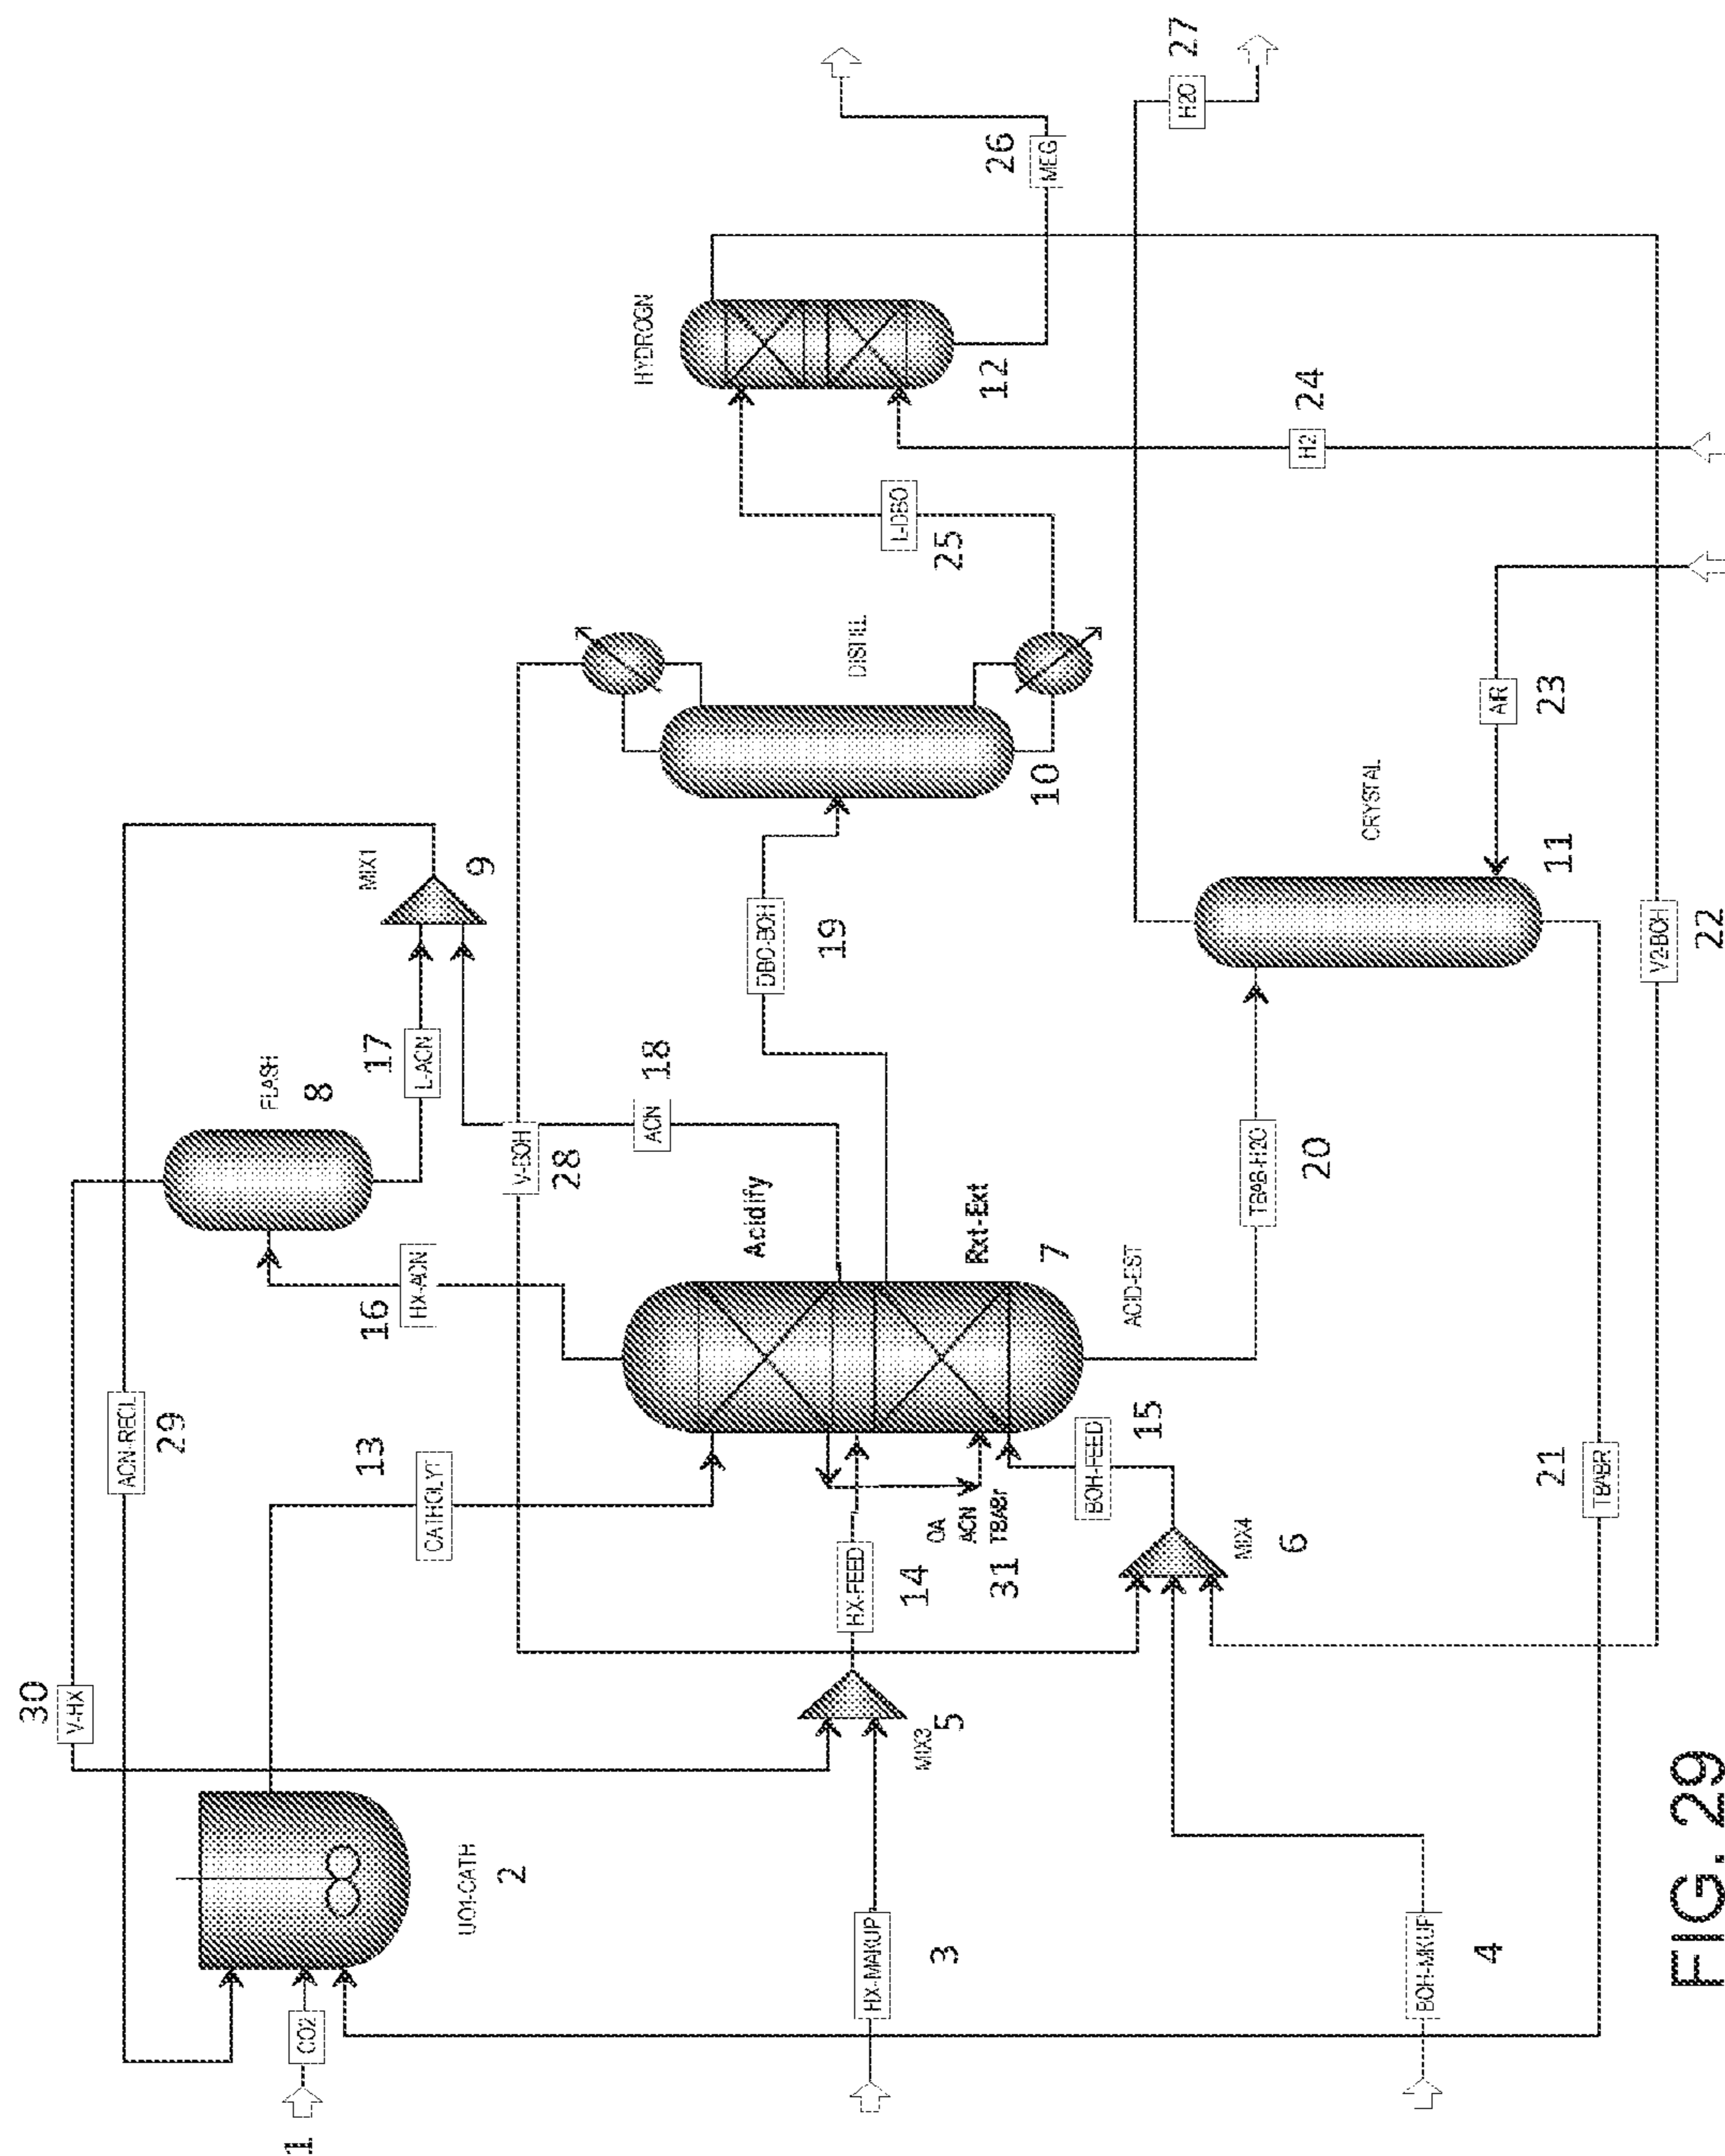 1
CO2
UO1-CATH
2
HX-MAKUP
3
BOH-MKUP
4
30
V-HX
ACN-RECL
29
13
CATHOLYT
MIX3
5
HX-FEED
14
OA
ACN
TBABr
31
MIX4
6
BOH-FEED
15
21
TBABR
16
HX-ACN
Acidify
Rxt-Ext
ACID-EST
7
FLASH
8
17
L-ACN
V-BOH
28
ACN
18
TBAB-H2O
20
MIX1
9
DBO-BOH
19
CRYSTAL
11
V2-BOH
22
DISTILL
10
AIR
23
L-DBO
25
H2
24
HYDROGN
12
26
MEG
H2O
27
FIG. 29